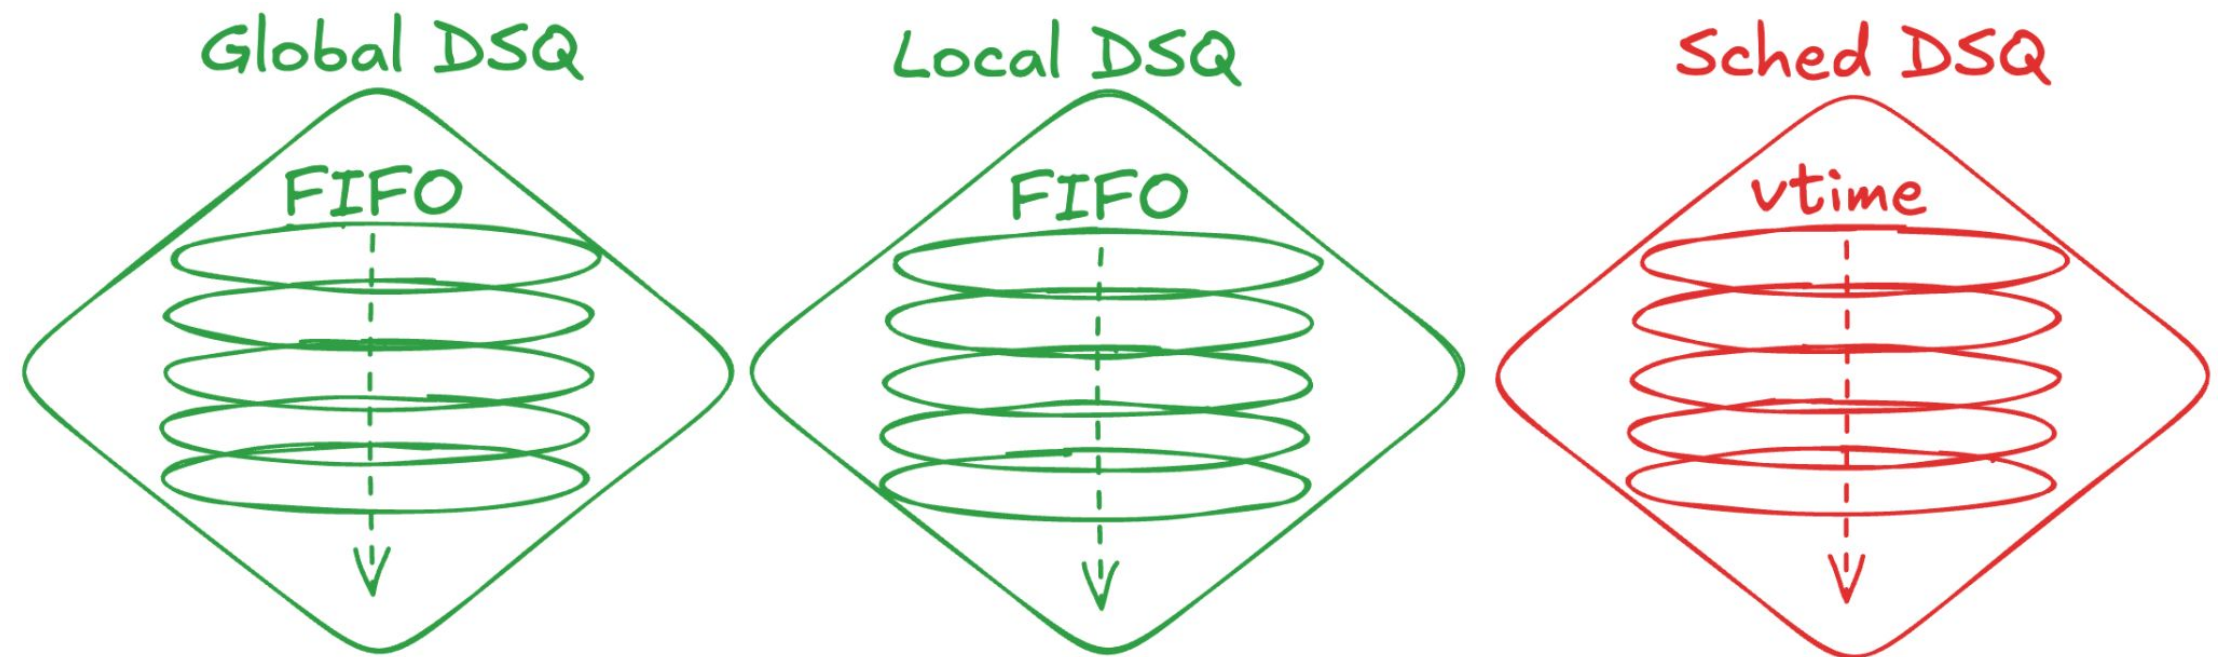 Global DSQ
FIFO
Local DSQ
FIFO
Sched DSQ
vtime